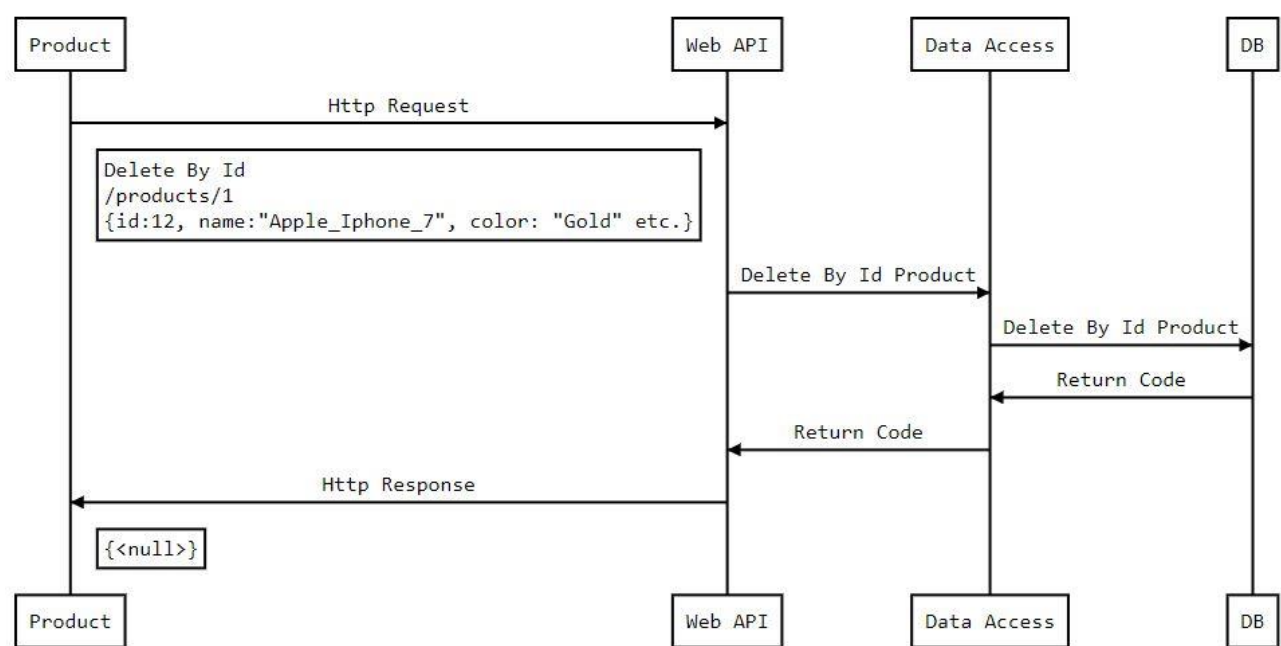 Product
Web API
Data Access
DB
Http Request
Delete By Id
/products/1
{id:12, name:"Apple_Iphone_7", color: "Gold" etc.}
Delete By Id Product
Delete By Id Product
Return Code
Return Code
Http Response
{<null>}
Product
Web API
Data Access
DB